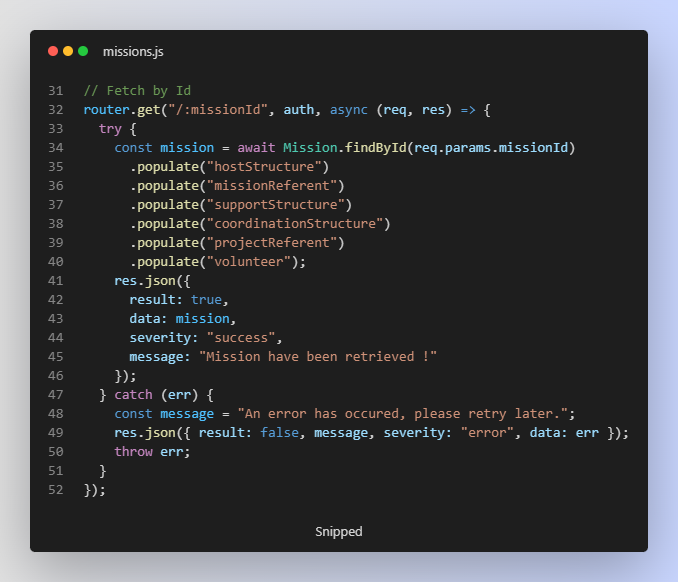 missions.js
31 // Fetch by Id
32 router.get("/:missionId", auth, async (req, res) => {
33   try {
34     const mission = await Mission.findById(req.params.missionId)
35       .populate("hostStructure")
36       .populate("missionReferent")
37       .populate("supportStructure")
38       .populate("coordinationStructure")
39       .populate("projectReferent")
40       .populate("volunteer");
41     res.json({
42       result: true,
43       data: mission,
44       severity: "success",
45       message: "Mission have been retrieved !"
46     });
47   } catch (err) {
48     const message = "An error has occured, please retry later.";
49     res.json({ result: false, message, severity: "error", data: err });
50     throw err;
51   }
52 });
Snipped